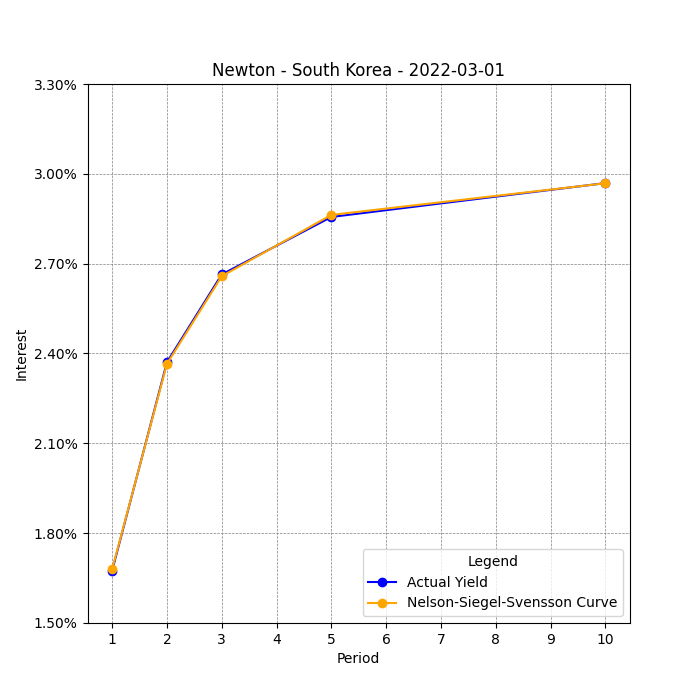 Newton - South Korea - 2022-03-01
3.30%
3.00%
2.70%
2.40%
2.10%
1.80%
1.50%
Interest
Legend
Actual Yield
Nelson-Siegel-Svensson Curve
1 2 3 4 5 6 7 8 9 10
Period